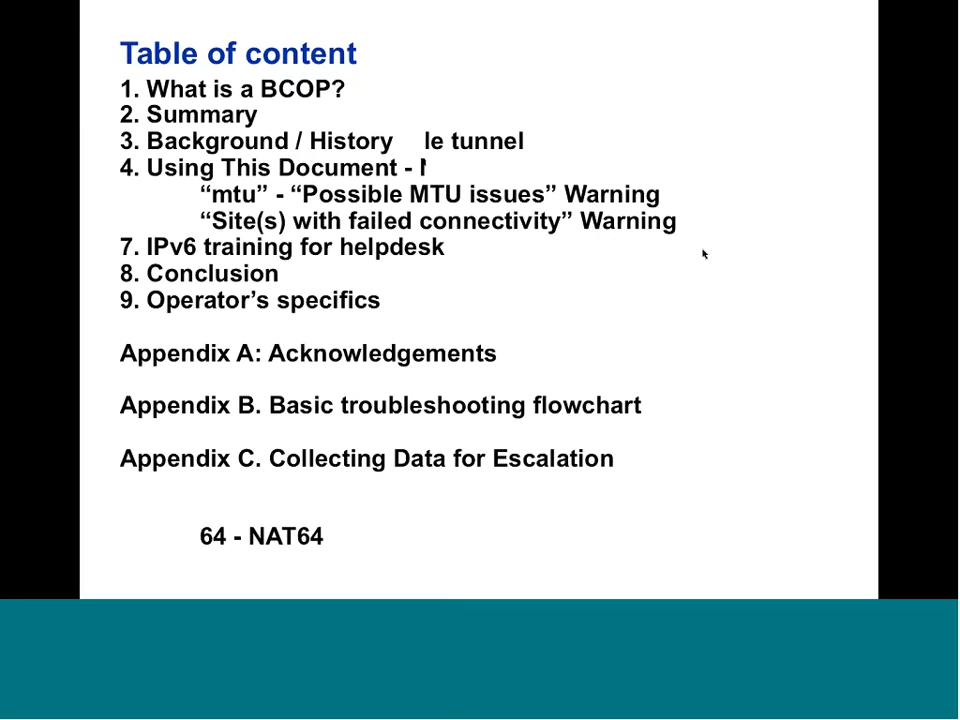 Table of content
1. What is a BCOP?
2. Summary
3. Background / History le tunnel
4. Using This Document -
“mtu” - “Possible MTU issues” Warning
“Site(s) with failed connectivity” Warning
7. IPv6 training for helpdesk
8. Conclusion
9. Operator’s specifics
Appendix A: Acknowledgements
Appendix B. Basic troubleshooting flowchart
Appendix C. Collecting Data for Escalation
64 - NAT64